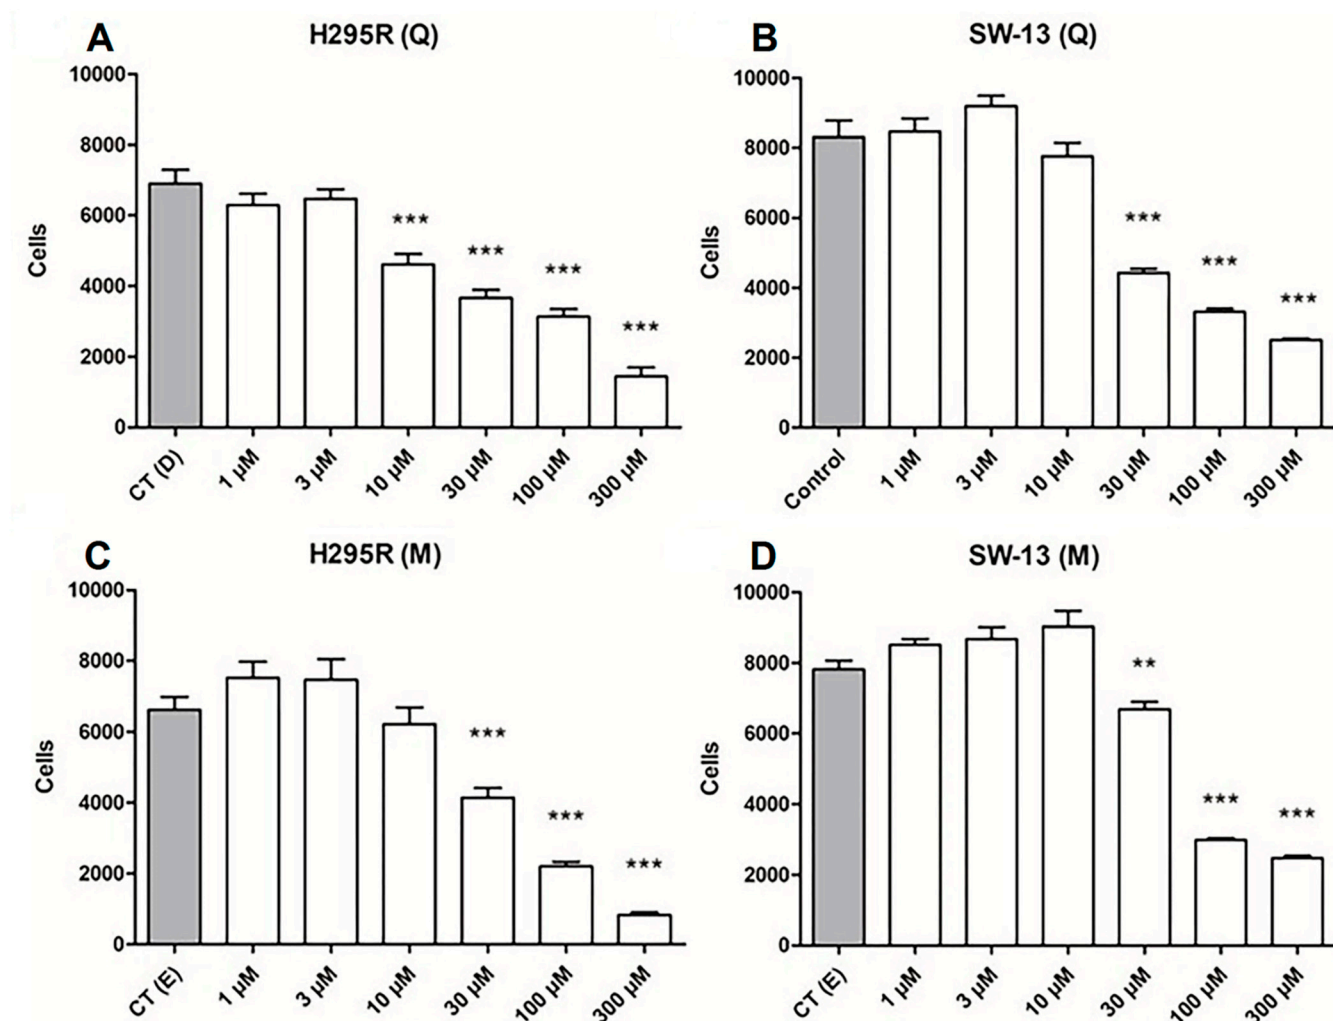 A
H295R (Q)
10000
8000
6000
4000
2000
0
Cells
***
***
***
***
CT (D)
1 µM
3 µM
10 µM
30 µM
100 µM
300 µM
B
SW-13 (Q)
10000
8000
6000
4000
2000
0
Cells
***
***
***
Control
1 µM
3 µM
10 µM
30 µM
100 µM
300 µM
C
H295R (M)
10000
8000
6000
4000
2000
0
Cells
***
***
***
CT (E)
1 µM
3 µM
10 µM
30 µM
100 µM
300 µM
D
SW-13 (M)
10000
8000
6000
4000
2000
0
Cells
**
***
***
CT (E)
1 µM
3 µM
10 µM
30 µM
100 µM
300 µM